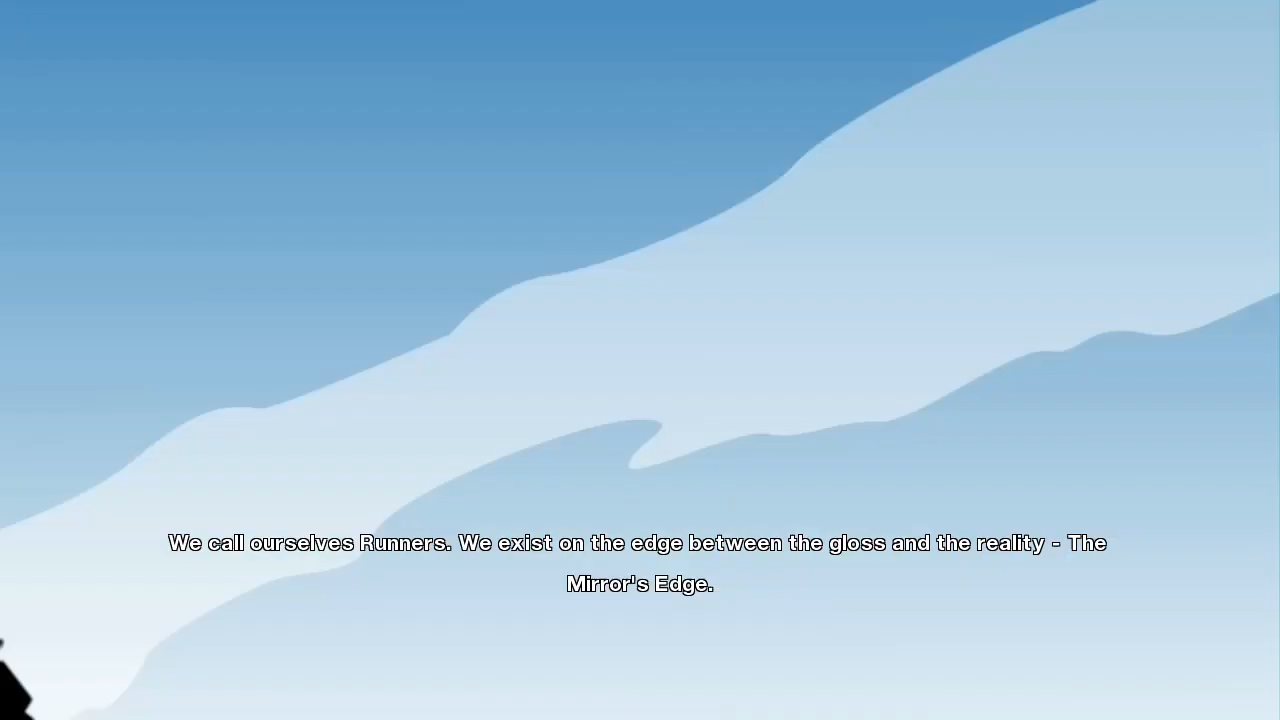 We call ourselves Runners. We exist on the edge between the gloss and the reality - The
Mirror's Edge.